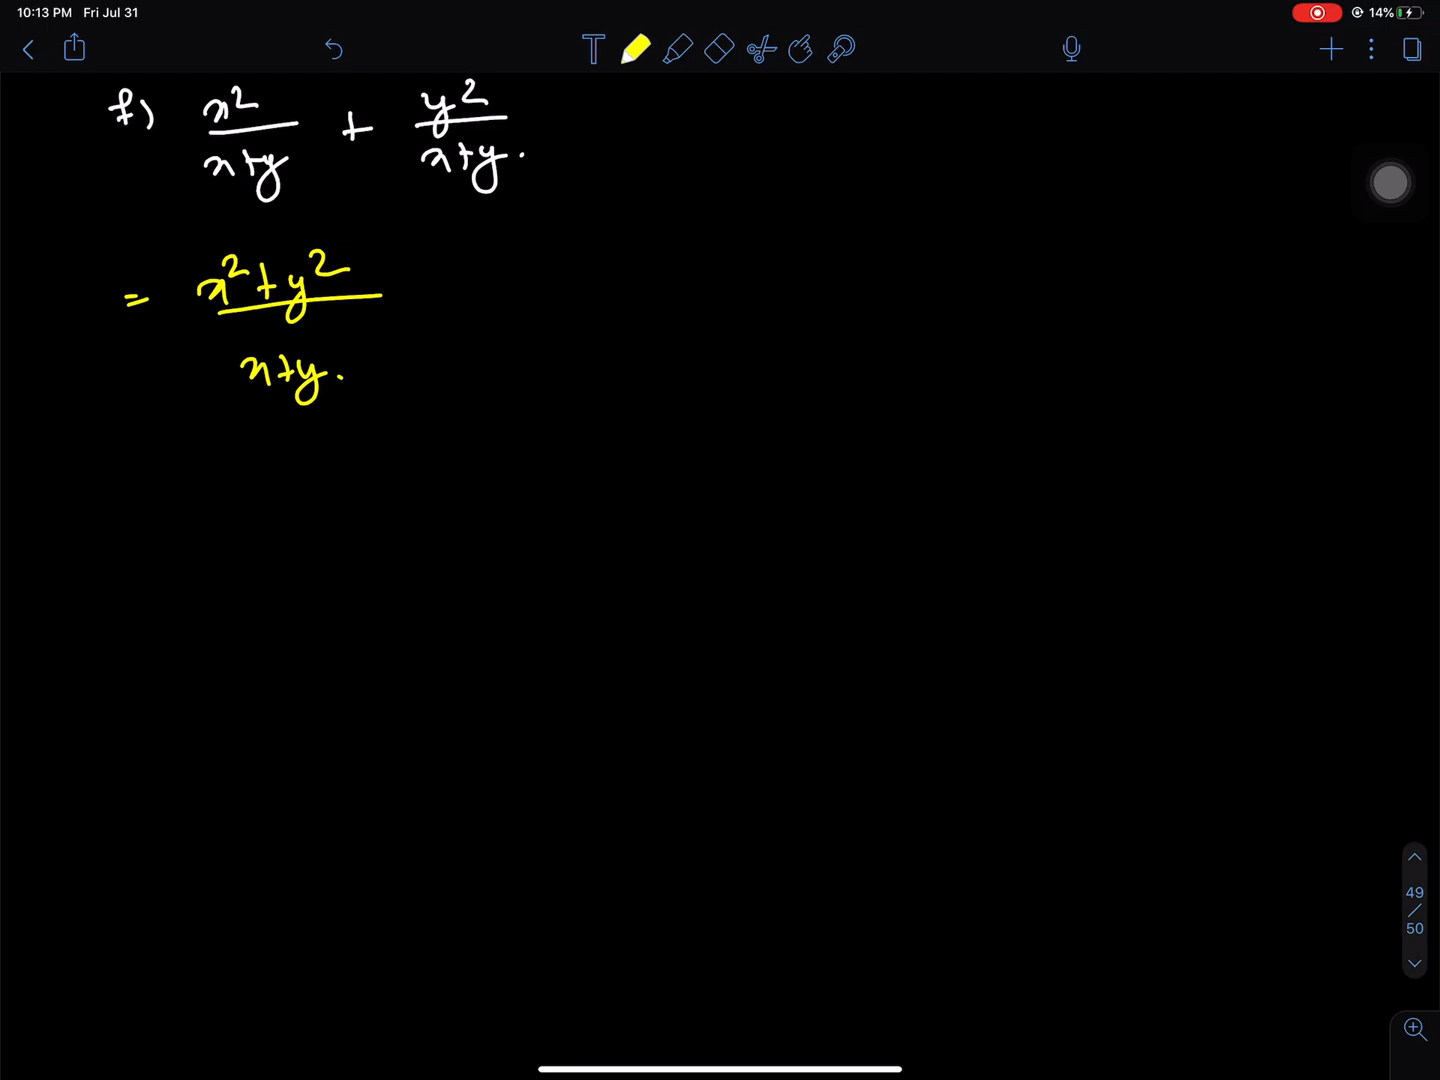 10:13 PM Fri Jul 31
14%
T
f) x²/(x+y) + y²/(x+y).
= (x²+y²)/(x+y).
49
/
50